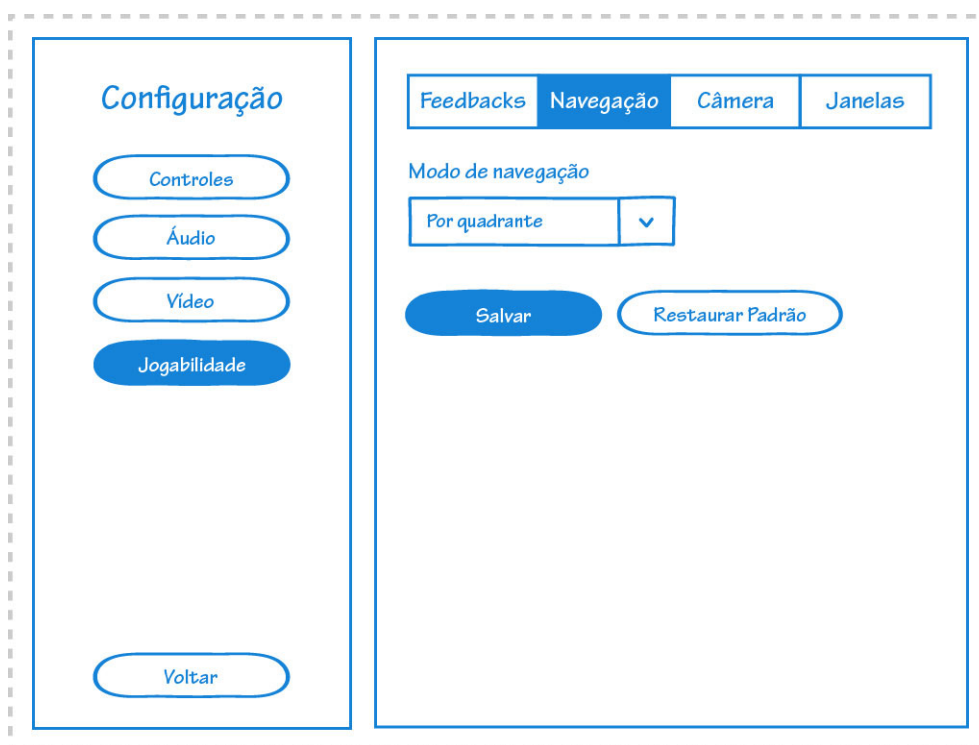 Configuração
Controles
Áudio
Vídeo
Jogabilidade
Voltar
Feedbacks Navegação Câmera Janelas
Modo de navegação
Por quadrante
Salvar Restaurar Padrão